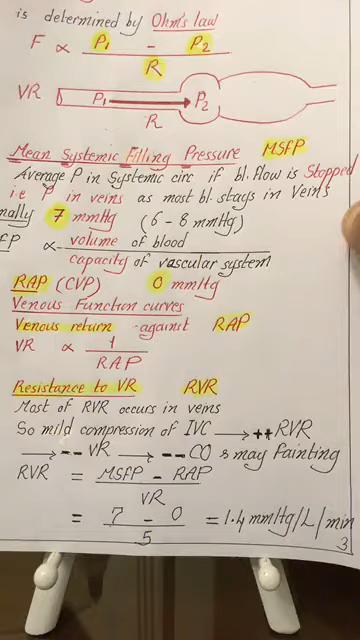 is determined by Ohm's law
F ∝ P1 - P2
R
VR P1 P2
R
Mean Systemic Filling Pressure MSFP
Average P in Systemic circ if bl. flow is Stopped
i.e P in veins as most bl. stays in Veins
nally 7 mmHg (6-8 mmHg)
FP ∝ volume of blood
capacity of vascular system
RAP (CVP) 0 mmHg
Venous Function curves
Venous return against RAP
VR ∝ 1
RAP
Resistance to VR RVR
Most of RVR occurs in veins
So mild compression of IVC → ++ RVR
→ -- VR → -- CO & may Fainting
RVR = MSFP - RAP
VR
= 7 - 0 = 1.4 mmHg/L/min
5
3